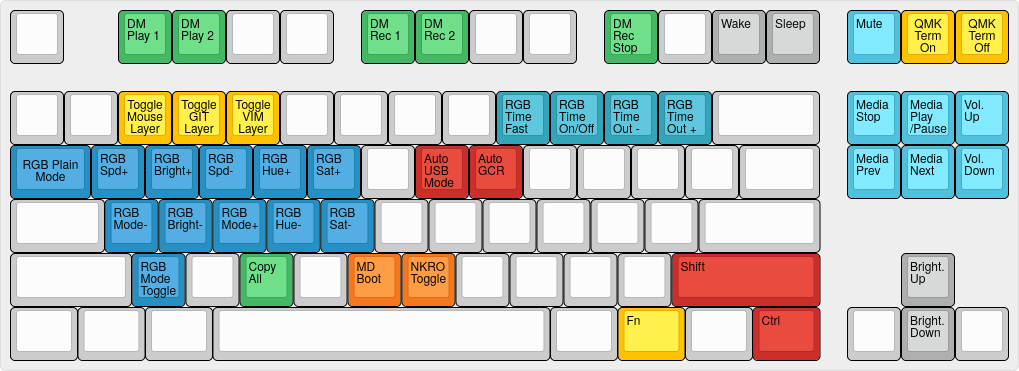 DM
Play 1
DM
Play 2
DM
Rec 1
DM
Rec 2
DM
Rec
Stop
Wake
Sleep
Mute
QMK
Term
On
QMK
Term
Off
Toggle
Mouse
Layer
Toggle
GIT
Layer
Toggle
VIM
Layer
RGB
Time
Fast
RGB
Time
On/Off
RGB
Time
Out -
RGB
Time
Out +
Media
Stop
Media
Play
/Pause
Vol.
Up
RGB Plain
Mode
RGB
Spd+
RGB
Bright+
RGB
Spd-
RGB
Hue+
RGB
Sat+
Auto
USB
Mode
Auto
GCR
Media
Prev
Media
Next
Vol.
Down
RGB
Mode-
RGB
Bright-
RGB
Mode+
RGB
Hue-
RGB
Sat-
RGB
Mode
Toggle
Copy
All
MD
Boot
NKRO
Toggle
Shift
Bright.
Up
Fn
Ctrl
Bright.
Down